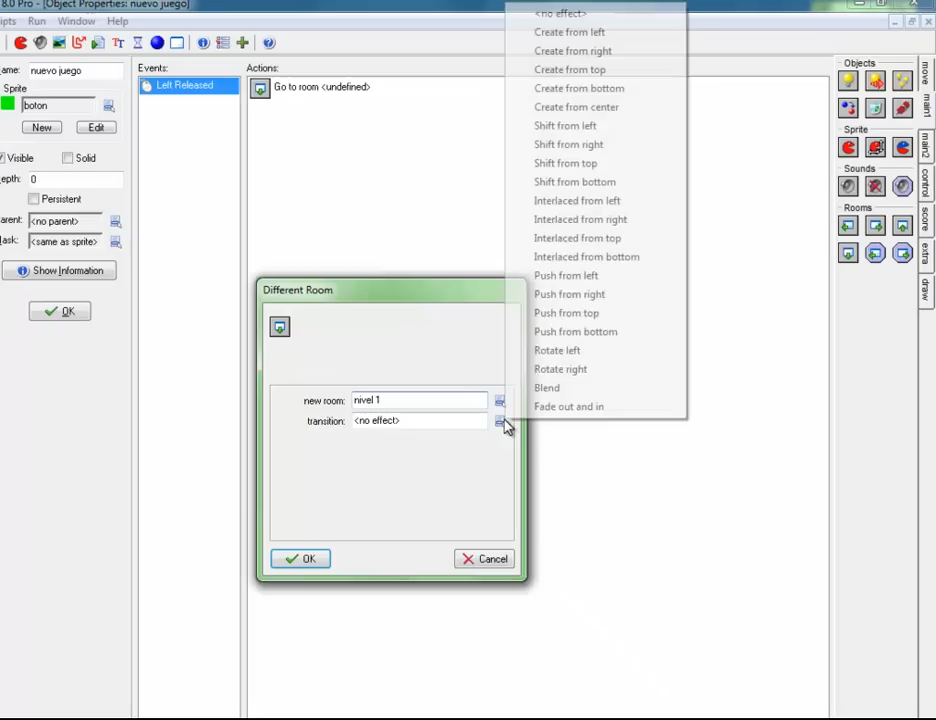 8.0 Pro - [Object Properties: nuevo juego]
ipts Run Window Help
ame: nuevo juego
Sprite
boton
New Edit
Visible Solid
epth: 0
Persistent
arent: <no parent>
ask: <same as sprite>
Show Information
OK
Events:
Left Released
Actions:
Go to room <undefined>
Different Room
new room: nivel 1
transition: <no effect>
OK Cancel
<no effect>
Create from left
Create from right
Create from top
Create from bottom
Create from center
Shift from left
Shift from right
Shift from top
Shift from bottom
Interlaced from left
Interlaced from right
Interlaced from top
Interlaced from bottom
Push from left
Push from right
Push from top
Push from bottom
Rotate left
Rotate right
Blend
Fade out and in
Objects
Sprite
Sounds
Rooms
move
main1
main2
control
score
extra
draw